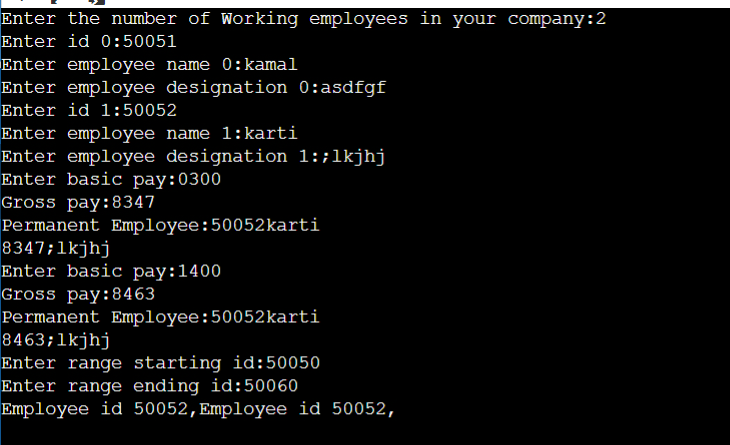 Enter the number of Working employees in your company:2
Enter id 0:50051
Enter employee name 0:kamal
Enter employee designation 0:asdfgf
Enter id 1:50052
Enter employee name 1:karti
Enter employee designation 1:;lkjhj
Enter basic pay:0300
Gross pay:8347
Permanent Employee:50052karti
8347;lkjhj
Enter basic pay:1400
Gross pay:8463
Permanent Employee:50052karti
8463;lkjhj
Enter range starting id:50050
Enter range ending id:50060
Employee id 50052,Employee id 50052,